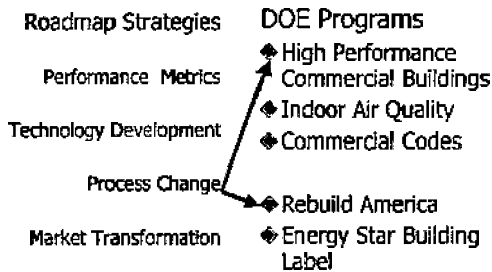 Roadmap Strategies
Performance Metrics
Technology Development
Process Change
Market Transformation
DOE Programs
High Performance
Commercial Buildings
Indoor Air Quality
Commercial Codes
Rebuild America
Energy Star Building
Label